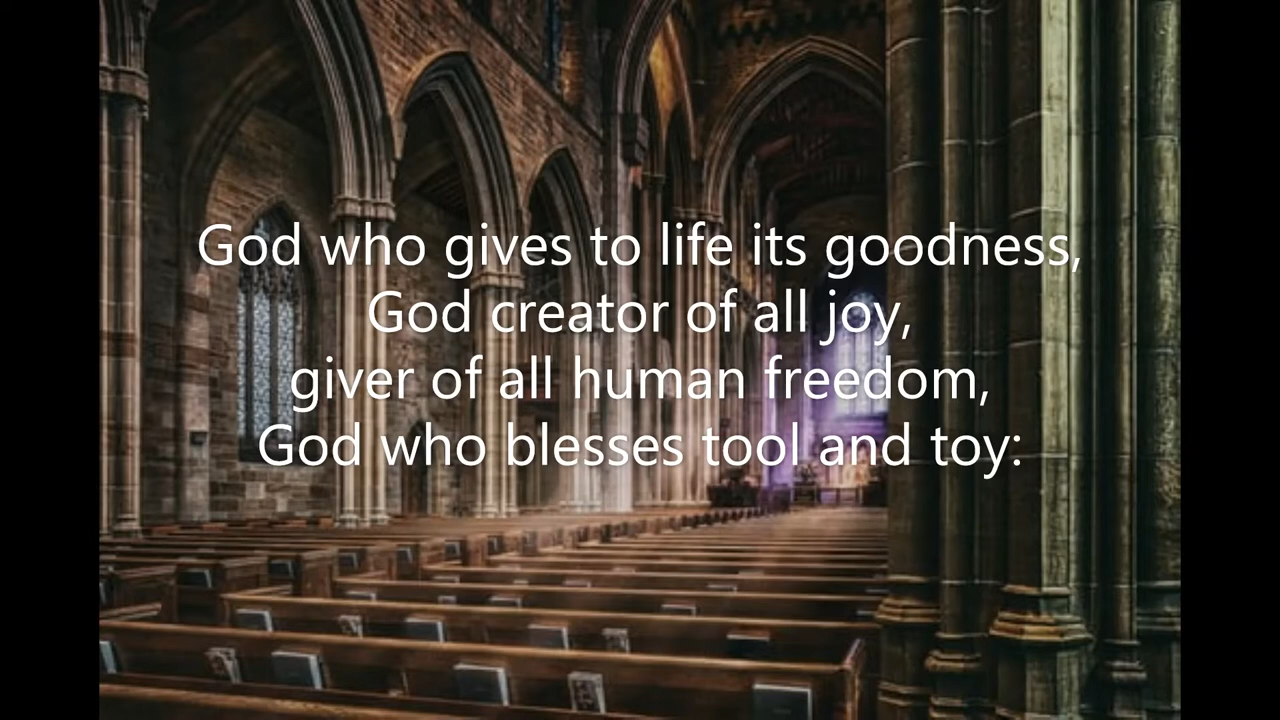 God who gives to life its goodness,
God creator of all joy,
giver of all human freedom,
God who blesses tool and toy: